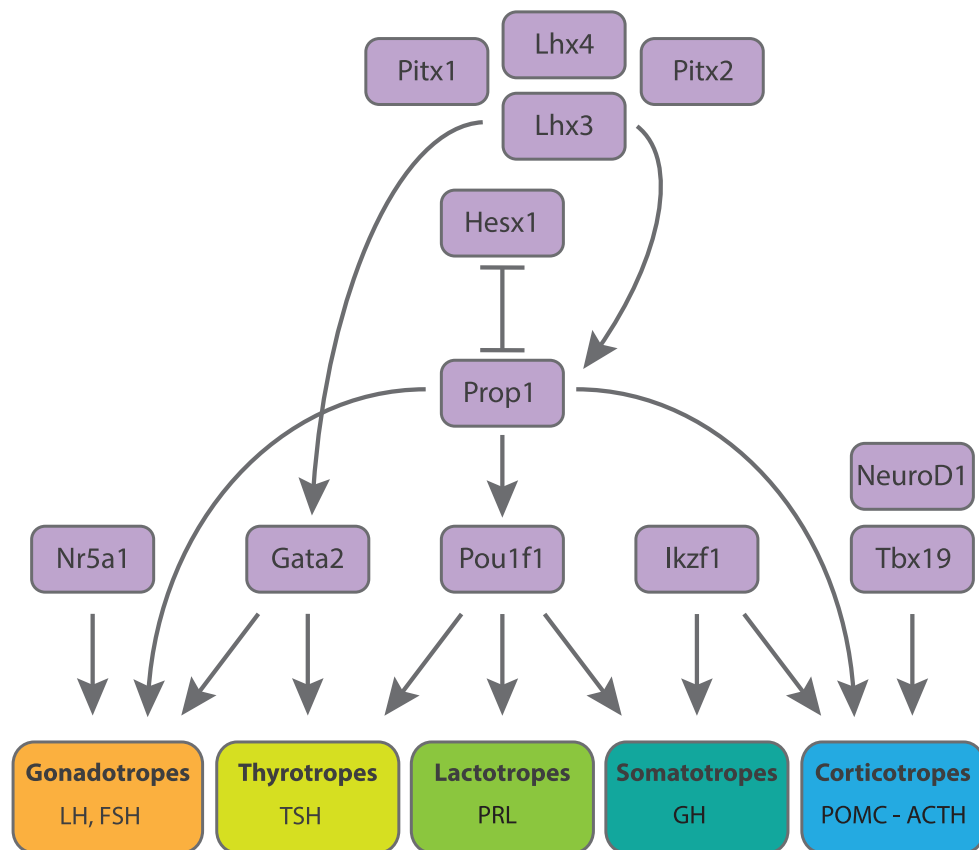 Lhx4
Pitx1
Pitx2
Lhx3
Hesx1
Prop1
NeuroD1
Nr5a1
Gata2
Pou1f1
Ikzf1
Tbx19
Gonadotropes
LH, FSH
Thyrotropes
TSH
Lactotropes
PRL
Somatotropes
GH
Corticotropes
POMC - ACTH